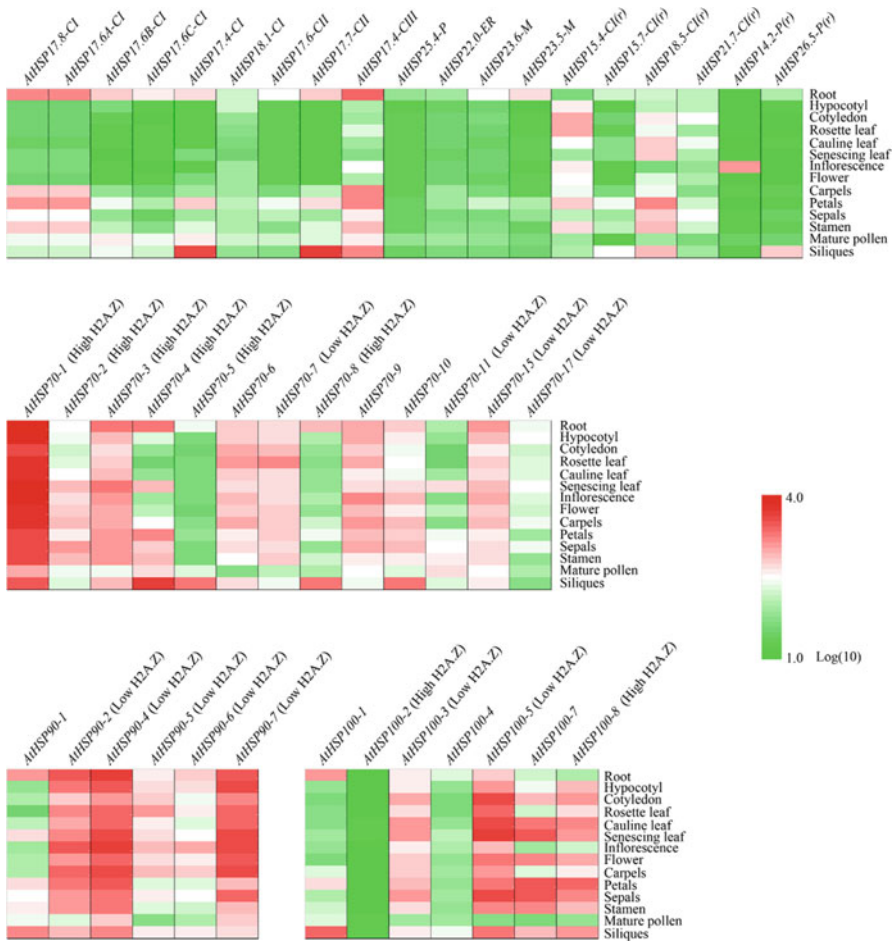 AtHSP17.8-CI
AtHSP17.6A-CI
AtHSP17.6B-CI
AtHSP17.6C-CI
AtHSP17.4-CI
AtHSP18.1-CI
AtHSP17.6-CII
AtHSP17.7-CII
AtHSP17.4-CIII
AtHSP25.4-P
AtHSP22.0-ER
AtHSP23.6-M
AtHSP23.5-M
AtHSP15.4-CI(r)
AtHSP15.7-CI(r)
AtHSP18.5-CI(r)
AtHSP21.7-CI(r)
AtHSP14.2-P(r)
AtHSP26.5-P(r)
Root
Hypocotyl
Cotyledon
Rosette leaf
Cauline leaf
Senescing leaf
Inflorescence
Flower
Carpels
Petals
Sepals
Stamen
Mature pollen
Siliques
AtHSP70-1 (High H2A.Z)
AtHSP70-2 (High H2A.Z)
AtHSP70-3 (High H2A.Z)
AtHSP70-4 (High H2A.Z)
AtHSP70-5 (High H2A.Z)
AtHSP70-6
AtHSP70-7 (Low H2A.Z)
AtHSP70-8 (High H2A.Z)
AtHSP70-9
AtHSP70-10
AtHSP70-11 (Low H2A.Z)
AtHSP70-15 (Low H2A.Z)
AtHSP70-17 (Low H2A.Z)
Root
Hypocotyl
Cotyledon
Rosette leaf
Cauline leaf
Senescing leaf
Inflorescence
Flower
Carpels
Petals
Sepals
Stamen
Mature pollen
Siliques
4.0
1.0 Log(10)
AtHSP90-1
AtHSP90-2 (Low H2A.Z)
AtHSP90-4 (Low H2A.Z)
AtHSP90-5 (Low H2A.Z)
AtHSP90-6 (Low H2A.Z)
AtHSP90-7 (Low H2A.Z)
AtHSP100-1
AtHSP100-2 (High H2A.Z)
AtHSP100-3 (Low H2A.Z)
AtHSP100-4
AtHSP100-5 (Low H2A.Z)
AtHSP100-7
AtHSP100-8 (High H2A.Z)
Root
Hypocotyl
Cotyledon
Rosette leaf
Cauline leaf
Senescing leaf
Inflorescence
Flower
Carpels
Petals
Sepals
Stamen
Mature pollen
Siliques